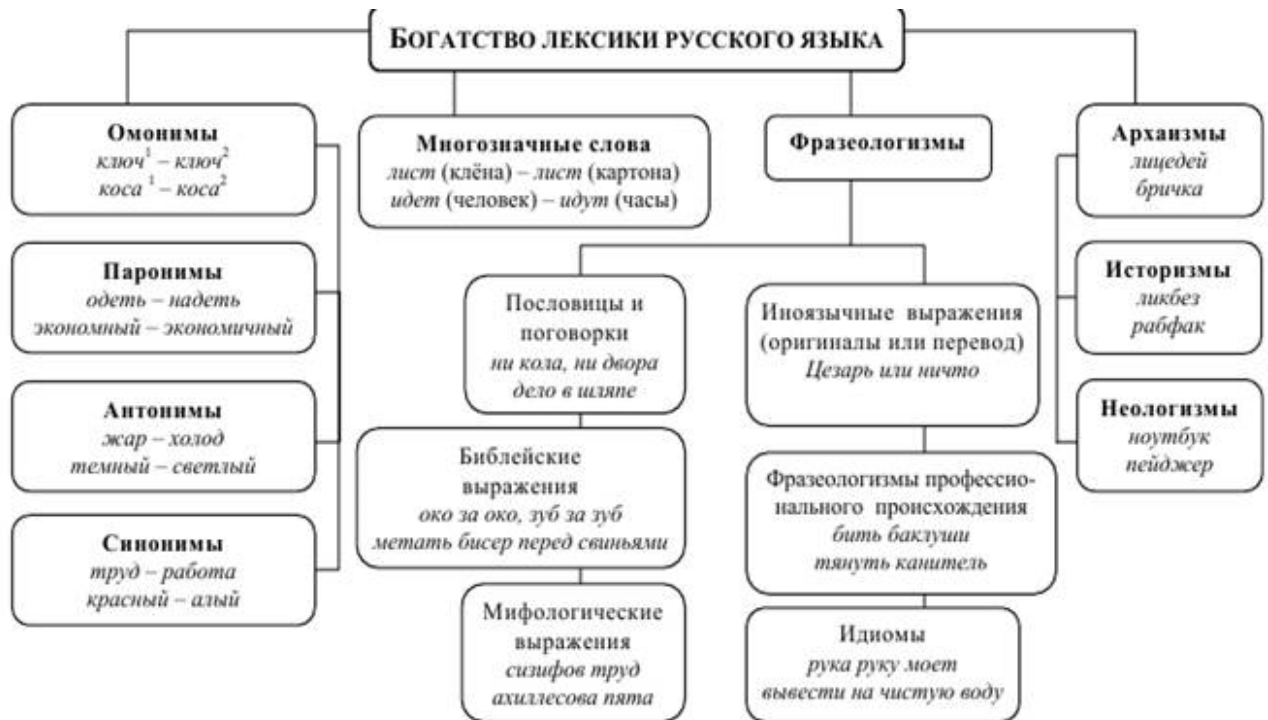 БОГАТСТВО ЛЕКСИКИ РУССКОГО ЯЗЫКА
Омонимы
ключ¹ – ключ²
коса ¹ – коса²
Паронимы
одеть – надеть
экономный – экономичный
Антонимы
жар – холод
темный – светлый
Синонимы
труд – работа
красный – алый
Многозначные слова
лист (клёна) – лист (картона)
идет (человек) – идут (часы)
Фразеологизмы
Пословицы и
поговорки
ни кола, ни двора
дело в шляпе
Библейские
выражения
око за око, зуб за зуб
метать бисер перед свиньями
Мифологические
выражения
сизифов труд
ахиллесова пята
Иноязычные выражения
(оригиналы или перевод)
Цезарь или ничто
Фразеологизмы профессио-
нального происхождения
бить баклуши
тянуть канитель
Идиомы
рука руку моет
вывести на чистую воду
Архаизмы
лицедей
бричка
Историзмы
ликбез
рабфак
Неологизмы
ноутбук
пейджер